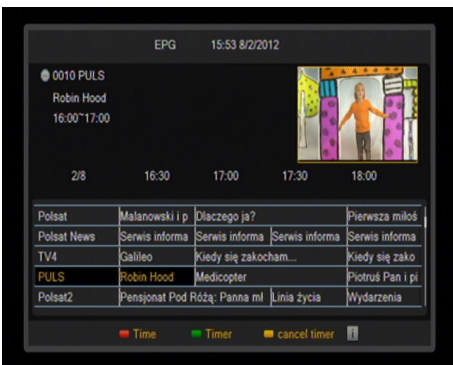 EPG 15:53 8/2/2012
0010 PULS
Robin Hood
16:00~17:00
2/8 16:30 17:00 17:30 18:00
Polsat Malanowski i p Dlaczego ja? Pierwsza miłoś
Polsat News Serwis informa Serwis informa Serwis informa Serwis informa
TV4 Galileo Kiedy się zakocham... Kiedy się zako
PULS Robin Hood Medicopter Piotruś Pan i pi
Polsat2 Pensjonat Pod Różą: Panna mł Linia życia Wydarzenia
Time Timer cancel timer i